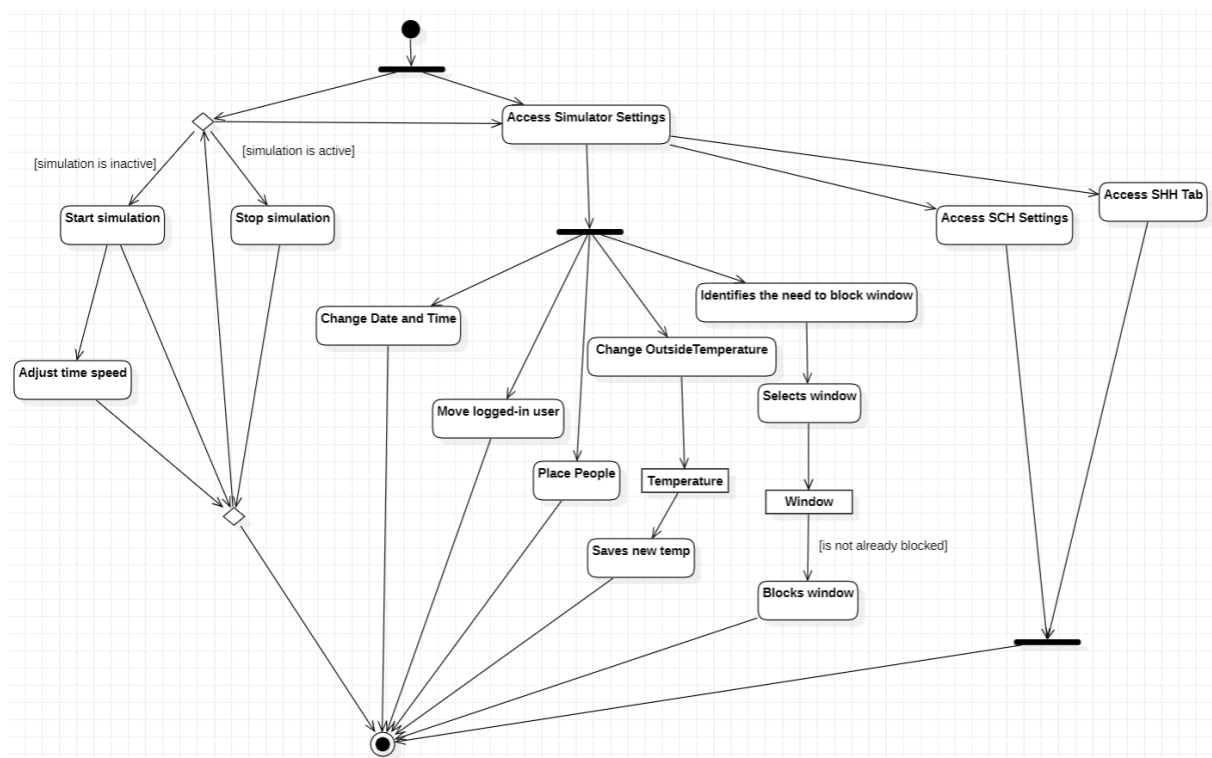 Access Simulator Settings
[simulation is inactive]
[simulation is active]
Start simulation
Stop simulation
Access SCH Settings
Access SHH Tab
Identifies the need to block window
Change Date and Time
Change OutsideTemperature
Adjust time speed
Move logged-in user
Selects window
Place People
Temperature
Window
Saves new temp
[is not already blocked]
Blocks window